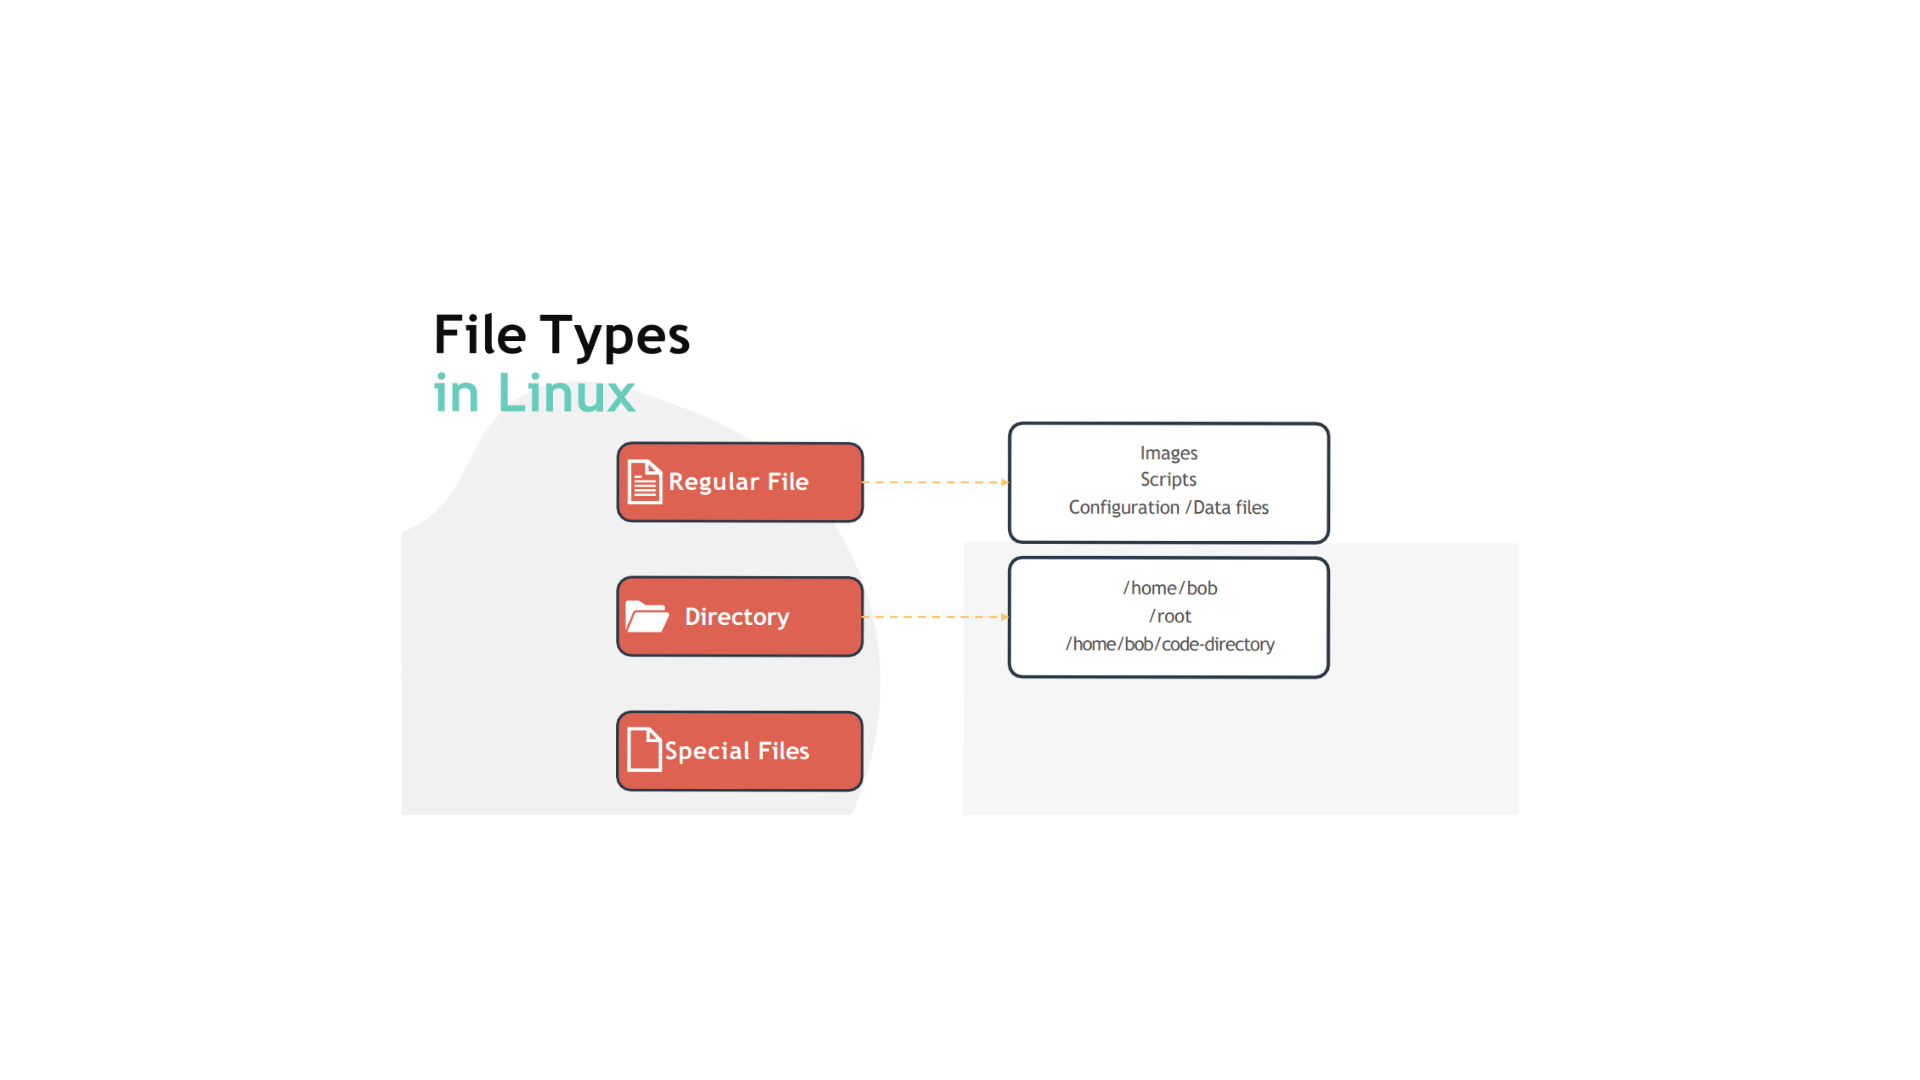 File Types
in Linux
Regular File
Images
Scripts
Configuration /Data files
Directory
/home/bob
/root
/home/bob/code-directory
Special Files